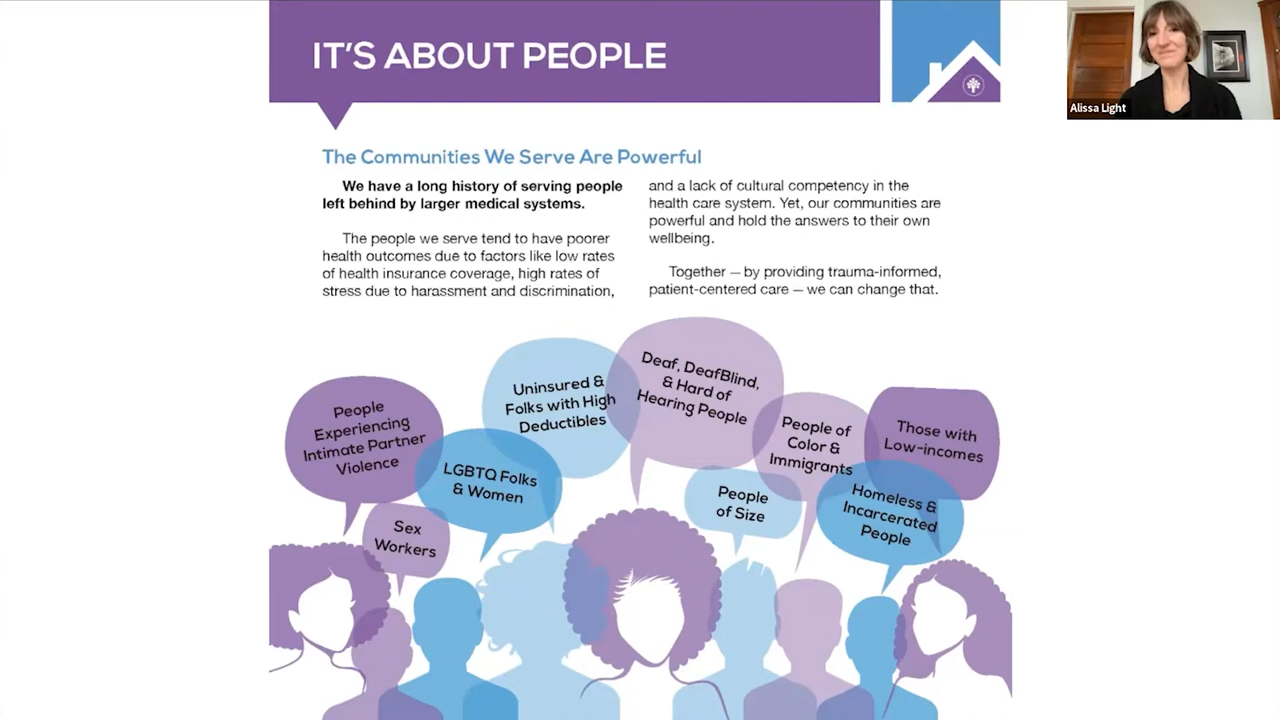 IT'S ABOUT PEOPLE
Alissa Light
The Communities We Serve Are Powerful
We have a long history of serving people
left behind by larger medical systems.
The people we serve tend to have poorer
health outcomes due to factors like low rates
of health insurance coverage, high rates of
stress due to harassment and discrimination,
and a lack of cultural competency in the
health care system. Yet, our communities are
powerful and hold the answers to their own
wellbeing.
Together — by providing trauma-informed,
patient-centered care — we can change that.
People
Experiencing
Intimate Partner
Violence
Sex
Workers
LGBTQ Folks
& Women
Uninsured &
Folks with High
Deductibles
Deaf, DeafBlind,
& Hard of
Hearing People
People
of Size
People of
Color &
Immigrants
Those with
Low-incomes
Homeless &
Incarcerated
People